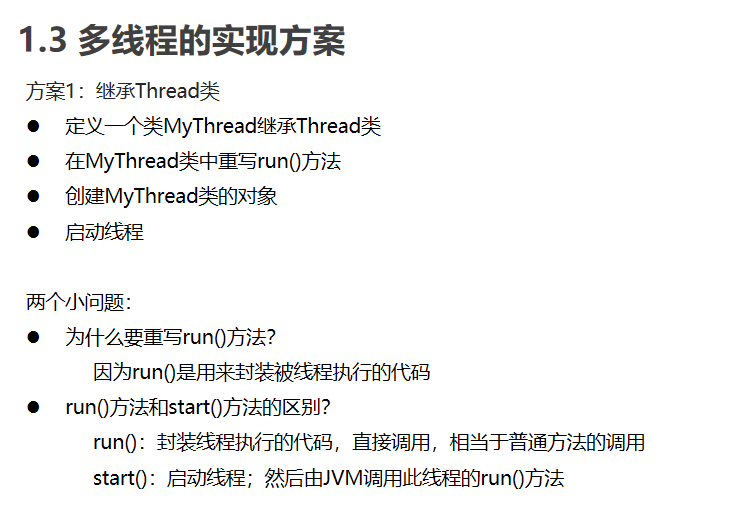 1.3 多线程的实现方案
方案1：继承Thread类
● 定义一个类MyThread继承Thread类
● 在MyThread类中重写run()方法
● 创建MyThread类的对象
● 启动线程
两个小问题：
● 为什么要重写run()方法？
因为run()是用来封装被线程执行的代码
● run()方法和start()方法的区别？
run()：封装线程执行的代码，直接调用，相当于普通方法的调用
start()：启动线程；然后由JVM调用此线程的run()方法